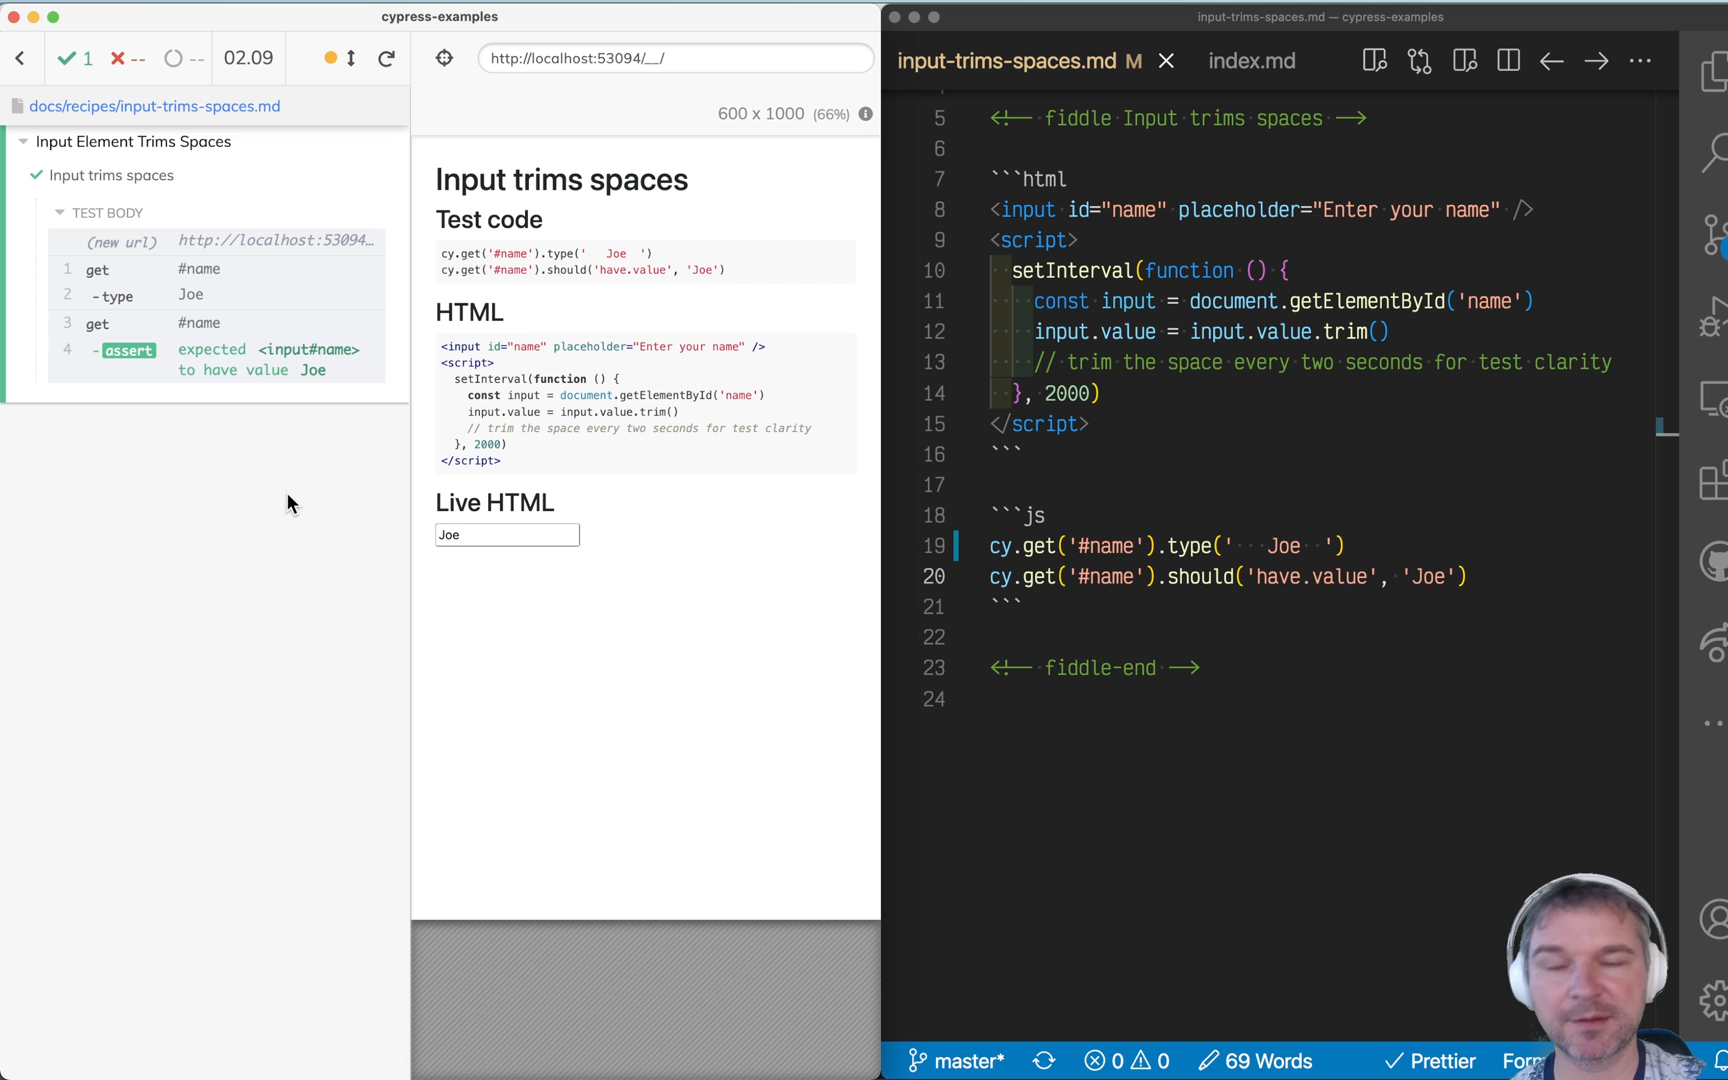 cypress-examples
1 -- -- 02.09
http://localhost:53094/__/
docs/recipes/input-trims-spaces.md
600 x 1000 (66%)
Input Element Trims Spaces
Input trims spaces
TEST BODY
(new url) http://localhost:53094...
1 get #name
2 -type Joe
3 get #name
4 -assert expected <input#name>
to have value Joe
Input trims spaces
Test code
cy.get('#name').type('   Joe  ')
cy.get('#name').should('have.value', 'Joe')
HTML
<input id="name" placeholder="Enter your name" />
<script>
setInterval(function () {
const input = document.getElementById('name')
input.value = input.value.trim()
// trim the space every two seconds for test clarity
}, 2000)
</script>
Live HTML
Joe
input-trims-spaces.md — cypress-examples
input-trims-spaces.md M index.md
5 <!-- fiddle Input trims spaces -->
6
7 ```html
8 <input id="name" placeholder="Enter your name" />
9 <script>
10 setInterval(function () {
11 const input = document.getElementById('name')
12 input.value = input.value.trim()
13 // trim the space every two seconds for test clarity
14 }, 2000)
15 </script>
16 ```
17
18 ```js
19 cy.get('#name').type('   Joe  ')
20 cy.get('#name').should('have.value', 'Joe')
21 ```
22
23 <!-- fiddle-end -->
24
master* 0 0 69 Words Prettier